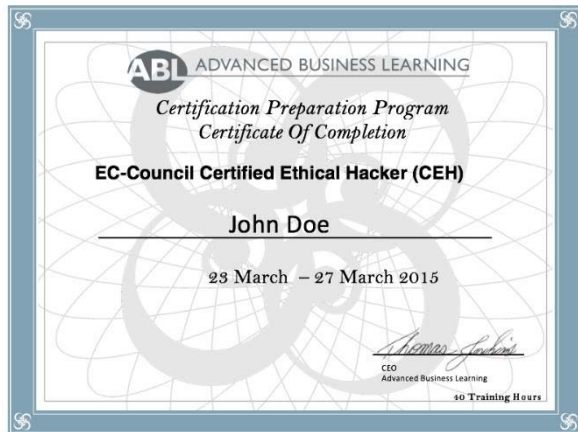 ABL ADVANCED BUSINESS LEARNING
Certification Preparation Program
Certificate Of Completion
EC-Council Certified Ethical Hacker (CEH)
John Doe
23 March – 27 March 2015
CEO
Advanced Business Learning
40 Training Hours